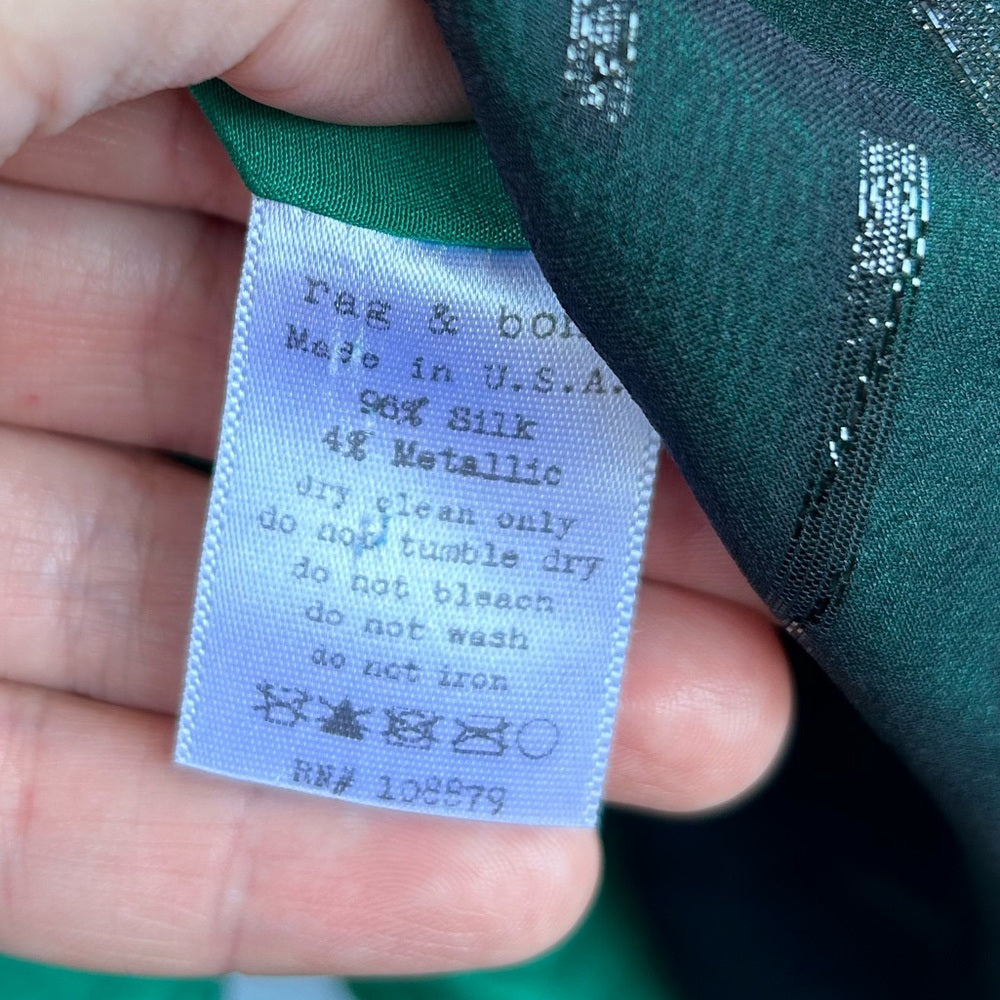 rag & bon
Made in U.S.A.
96% Silk
4% Metallic
dry clean only
do not tumble dry
do not bleach
do not wash
do not iron
RN# 108879